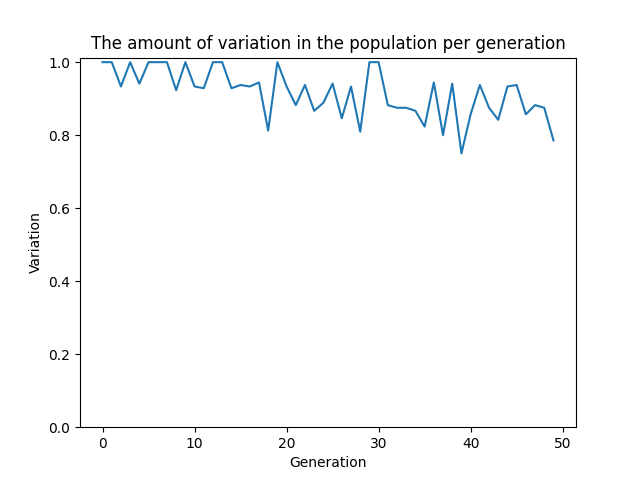 The amount of variation in the population per generation
1.0
0.8
0.6
0.4
0.2
0.0
Variation
0 10 20 30 40 50
Generation